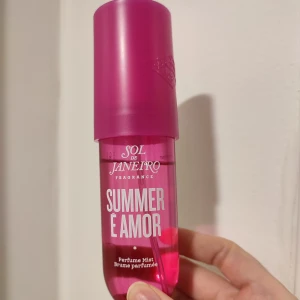 SOL
DE
JANEIRO
FRAGRANCE
SUMMER
É AMOR
Perfume Mist
Brume parfumée